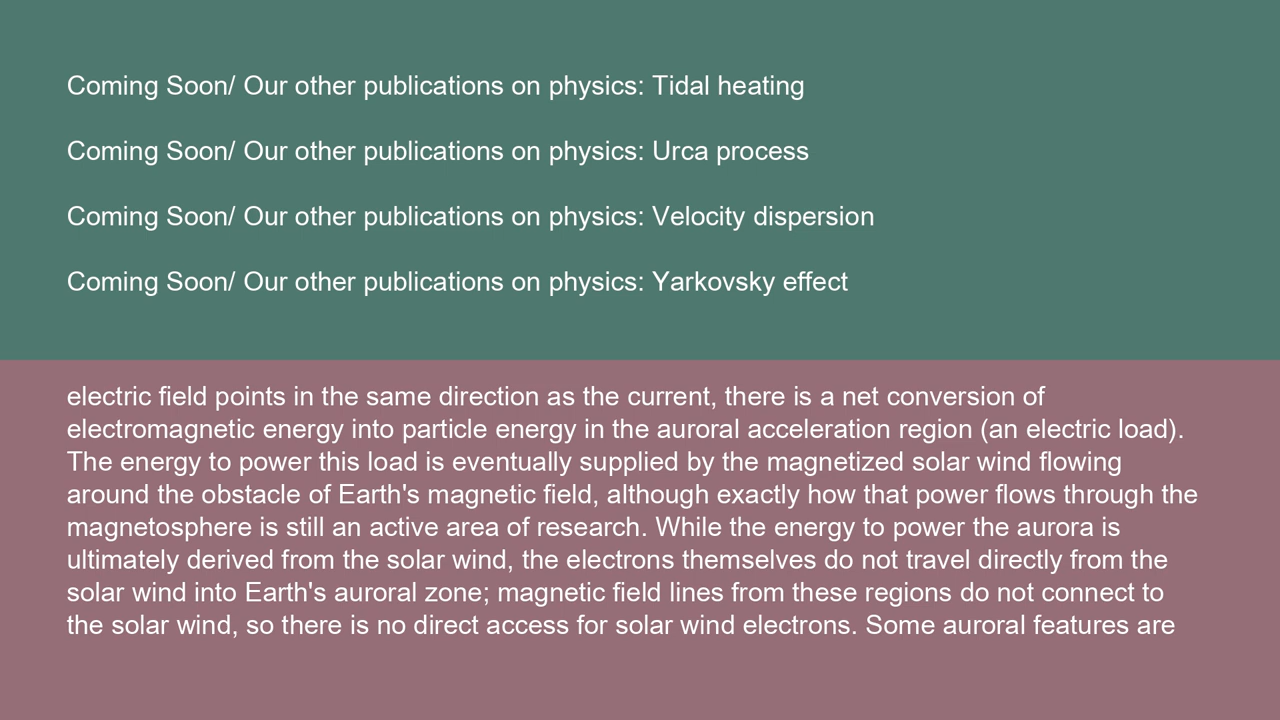 Coming Soon/ Our other publications on physics: Tidal heating
Coming Soon/ Our other publications on physics: Urca process
Coming Soon/ Our other publications on physics: Velocity dispersion
Coming Soon/ Our other publications on physics: Yarkovsky effect
electric field points in the same direction as the current, there is a net conversion of
electromagnetic energy into particle energy in the auroral acceleration region (an electric load).
The energy to power this load is eventually supplied by the magnetized solar wind flowing
around the obstacle of Earth's magnetic field, although exactly how that power flows through the
magnetosphere is still an active area of research. While the energy to power the aurora is
ultimately derived from the solar wind, the electrons themselves do not travel directly from the
solar wind into Earth's auroral zone; magnetic field lines from these regions do not connect to
the solar wind, so there is no direct access for solar wind electrons. Some auroral features are